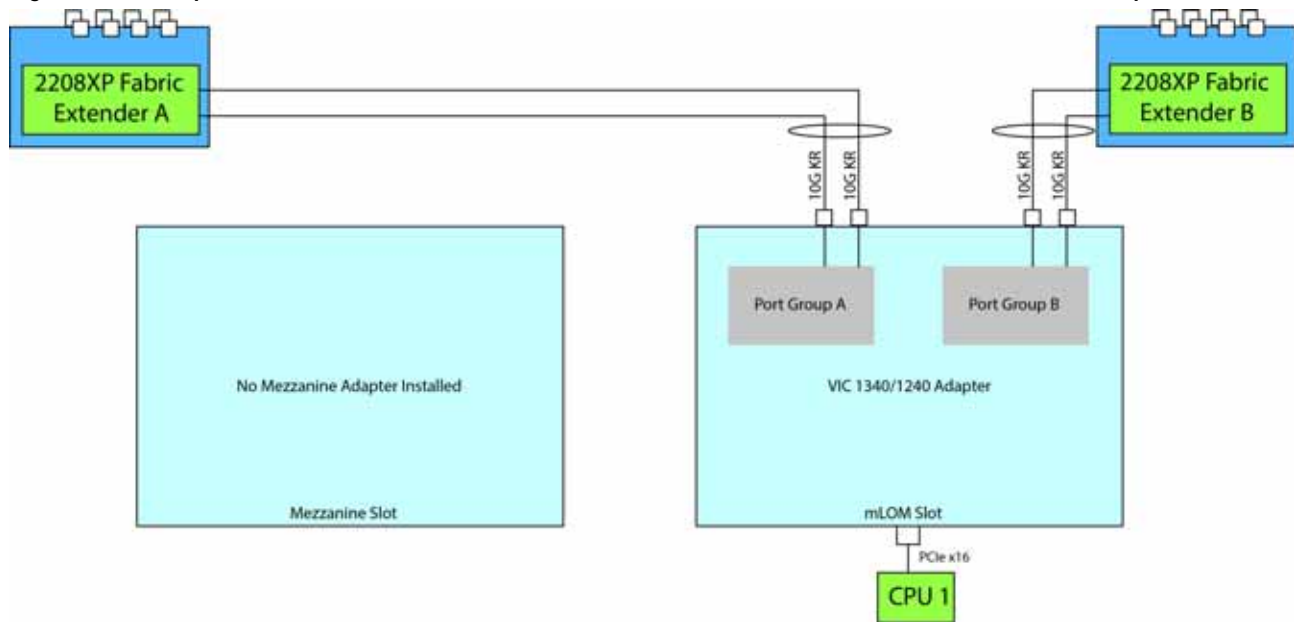 2208XP Fabric
Extender A
2208XP Fabric
Extender B
10G KR
10G KR
10G KR
10G KR
Port Group A
Port Group B
No Mezzanine Adapter Installed
VIC 1340/1240 Adapter
Mezzanine Slot
mLOM Slot
PCIe x16
CPU 1